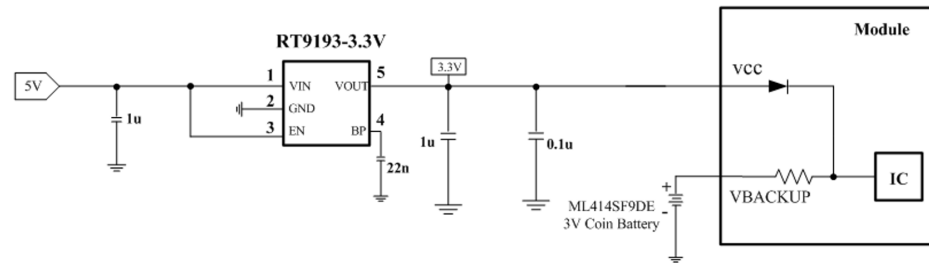 Module
RT9193-3.3V
5V
1
VIN
VOUT
5
3.3V
vcc
2
GND
3
EN
BP
4
1u
22n
1u
0.1u
ML414SF9DE
3V Coin Battery
+
-
VBACKUP
IC